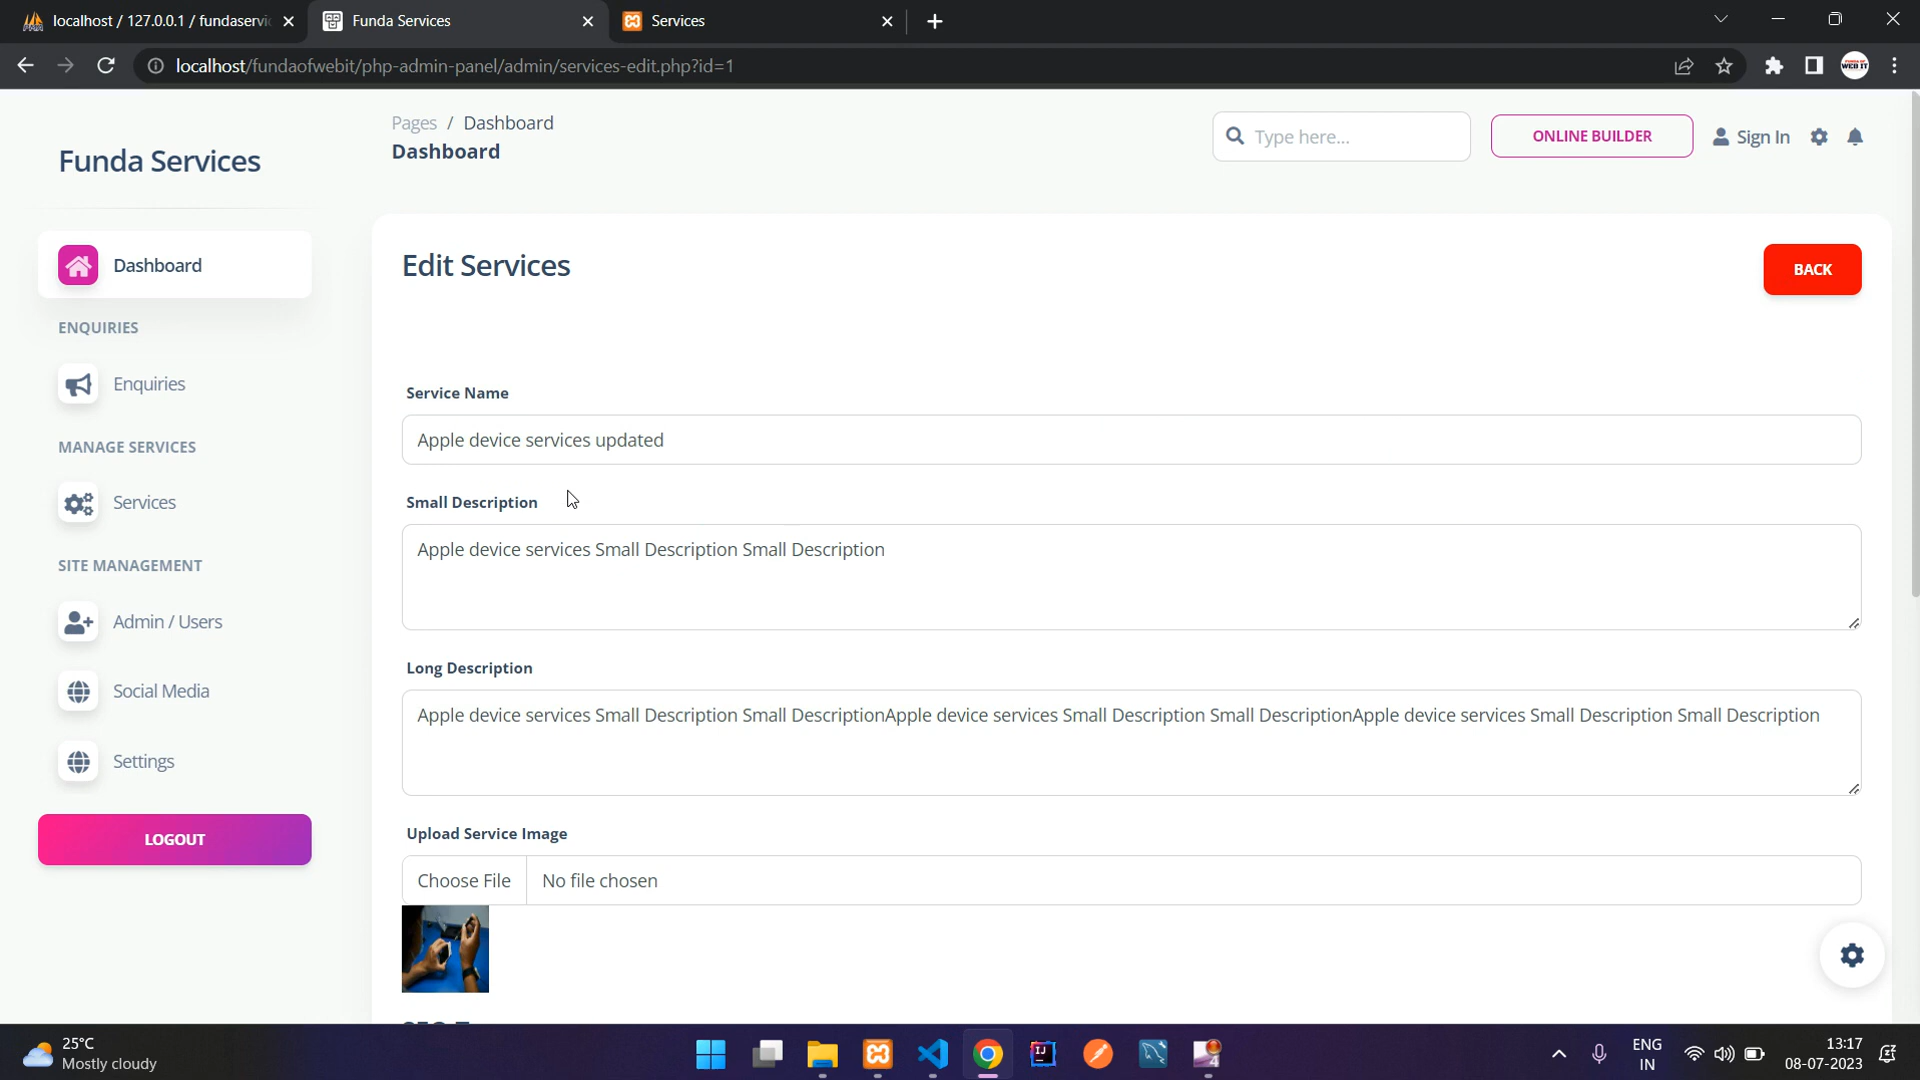 localhost / 127.0.0.1 / fundaservi
Funda Services
Services
localhost/fundaofwebit/php-admin-panel/admin/services-edit.php?id=1
WEB IT
Pages / Dashboard
Dashboard
Type here...
ONLINE BUILDER
Sign In
Funda Services
Dashboard
ENQUIRIES
Enquiries
MANAGE SERVICES
Services
SITE MANAGEMENT
Admin / Users
Social Media
Settings
LOGOUT
Edit Services
BACK
Service Name
Apple device services updated
Small Description
Apple device services Small Description Small Description
Long Description
Apple device services Small Description Small DescriptionApple device services Small Description Small DescriptionApple device services Small Description Small Description
Upload Service Image
Choose File
No file chosen
25°C
Mostly cloudy
ENG
IN
13:17
08-07-2023